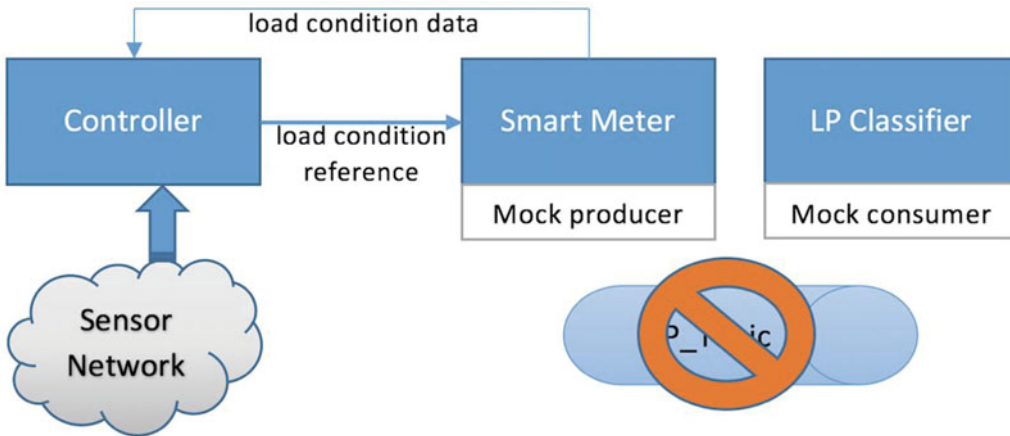 load condition data
Controller
load condition
reference
Smart Meter
LP Classifier
Mock producer
Mock consumer
Sensor
Network